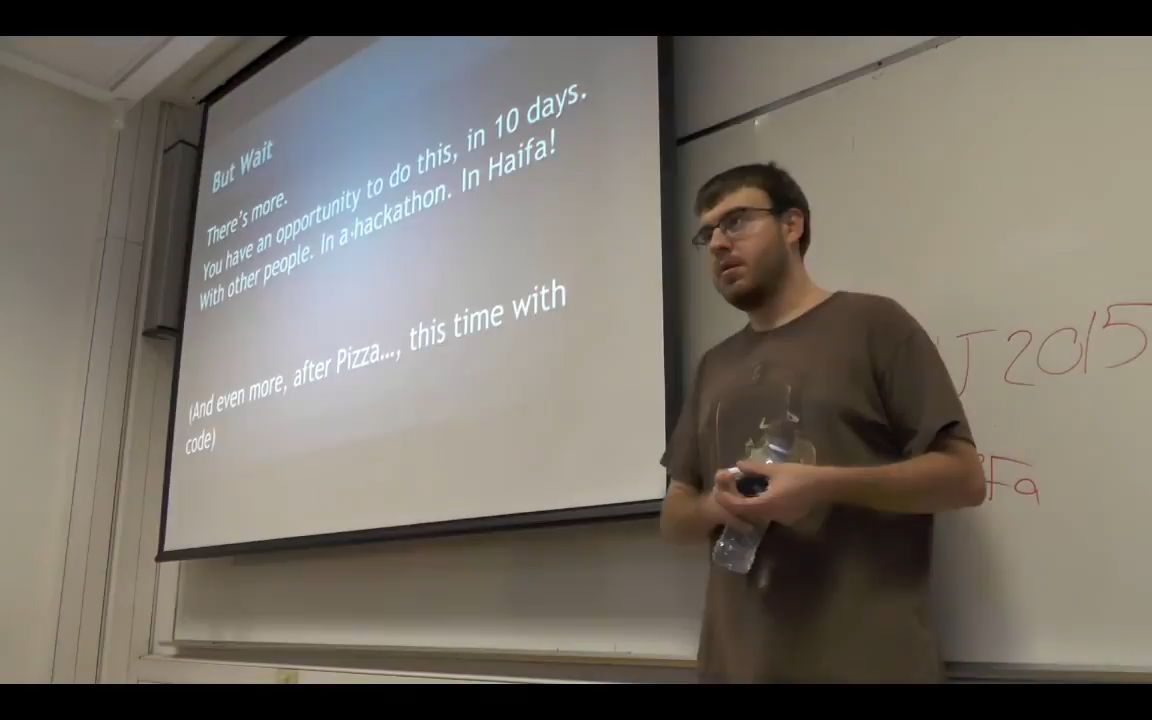 But Wait
There's more.
You have an opportunity to do this, in 10 days.
With other people. In a hackathon. In Haifa!
(And even more, after Pizza..., this time with
code)
J 2015
Fa